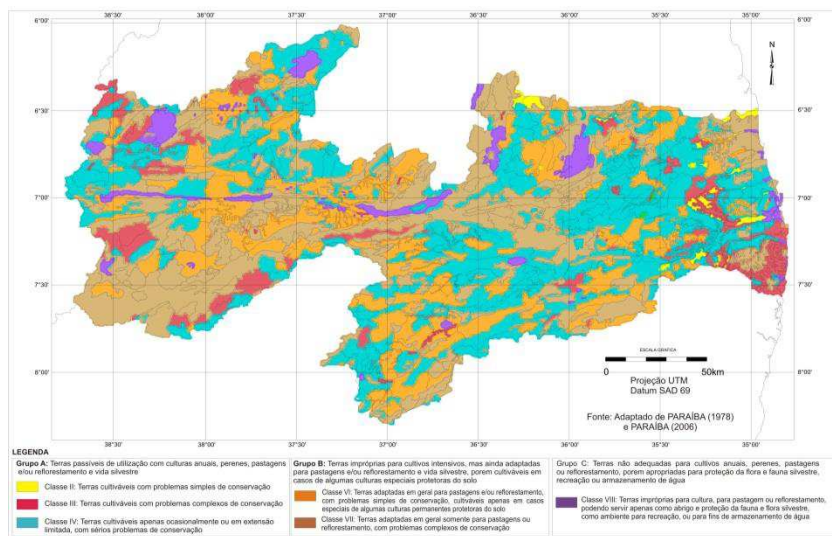 38°30' 38°00' 37°30' 37°00' 36°30' 36°00' 35°30' 35°00'
N
6°00' 6°00'
6°30' 6°30'
7°00' 7°00'
7°30' 7°30'
8°00' 8°00'
ESCALA GRÁFICA
0 50km
Projeção UTM
Datum SAD 69
Fonte: Adaptado de PARAÍBA (1978)
e PARAÍBA (2006)
38°30' 38°00' 37°30' 37°00' 36°30' 36°00' 35°30' 35°00'
LEGENDA
Grupo A: Terras passíveis de utilização com culturas anuais, perenes, pastagens
e/ou reflorestamento e vida silvestre
Classe II: Terras cultiváveis com problemas simples de
conservação
Classe III: Terras cultiváveis com problemas complexos de
conservação
Classe IV: Terras cultiváveis apenas ocasionalmente ou em extensão
limitada, com sérios problemas de conservação
Grupo B: Terras impróprias para cultivos intensivos, mas ainda adaptadas
para pastagens e/ou reflorestamento e vida silvestre, porem cultiváveis em
casos de algumas culturas especiais protetoras do solo
Classe VI: Terras adaptadas em geral para pastagens e/ou reflorestamento,
com problemas simples de conservação, cultiváveis apenas em casos
especiais de algumas culturas permanentes protetoras do solo
Classe VII: Terras adaptadas em geral somente para pastagens ou
reflorestamento, com problemas complexos de conservação
Grupo C: Terras não adequadas para cultivos anuais, perenes, pastagens
ou reflorestamento, porem apropriadas para proteção da flora e fauna silvestre,
recreação ou armazenamento de água
Classe VIII: Terras impróprias para cultura, para pastagem ou reflorestamento,
podendo servir apenas como abrigo e proteção da fauna e flora silvestre,
como ambiente para recreação, ou para fins de armazenamento de água